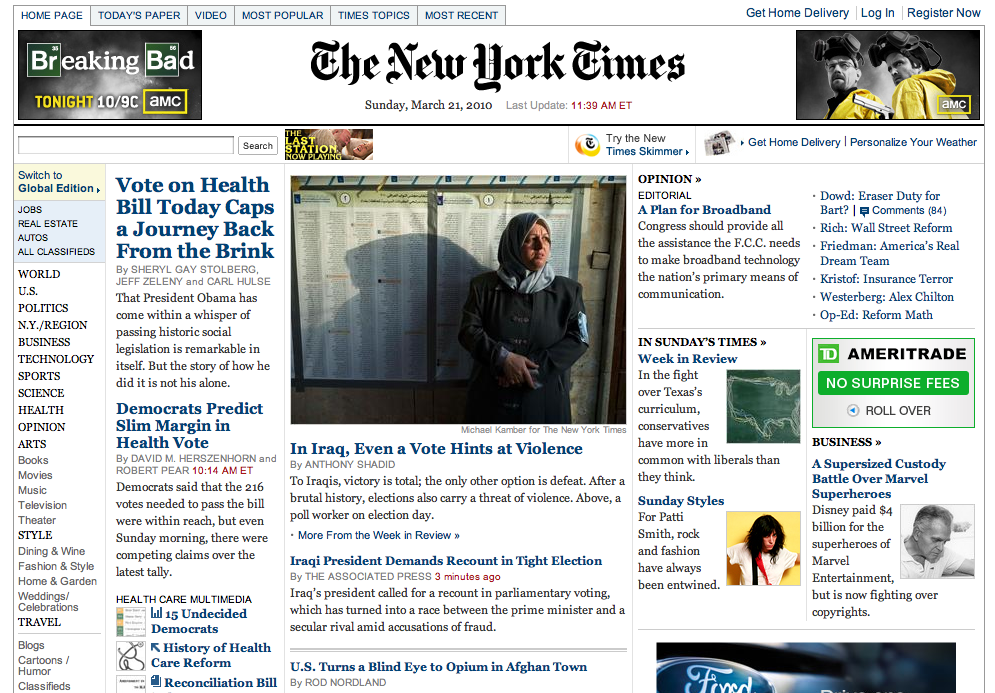 HOME PAGE
TODAY'S PAPER
VIDEO
MOST POPULAR
TIMES TOPICS
MOST RECENT
Get Home Delivery
Log In
Register Now
Breaking Bad
35
56
TONIGHT 10/9C aMC
The New York Times
Sunday, March 21, 2010 Last Update: 11:39 AM ET
aMC
Search
THE LAST
STATION
NOW PLAYING
Try the New
Times Skimmer
Get Home Delivery
Personalize Your Weather
Switch to
Global Edition
JOBS
REAL ESTATE
AUTOS
ALL CLASSIFIEDS
WORLD
U.S.
POLITICS
N.Y./REGION
BUSINESS
TECHNOLOGY
SPORTS
SCIENCE
HEALTH
OPINION
ARTS
Books
Movies
Music
Television
Theater
STYLE
Dining & Wine
Fashion & Style
Home & Garden
Weddings/
Celebrations
TRAVEL
Blogs
Cartoons /
Humor
Classifieds
Vote on Health
Bill Today Caps
a Journey Back
From the Brink
By SHERYL GAY STOLBERG,
JEFF ZELENY and CARL HULSE
That President Obama has
come within a whisper of
passing historic social
legislation is remarkable in
itself. But the story of how he
did it is not his alone.
Democrats Predict
Slim Margin in
Health Vote
By DAVID M. HERSZENHORN and
ROBERT PEAR 10:14 AM ET
Democrats said that the 216
votes needed to pass the bill
were within reach, but even
Sunday morning, there were
competing claims over the
latest tally.
HEALTH CARE MULTIMEDIA
15 Undecided
Democrats
History of Health
Care Reform
Reconciliation Bill
Michael Kamber for The New York Times
In Iraq, Even a Vote Hints at Violence
By ANTHONY SHADID
To Iraqis, victory is total; the only other option is defeat. After a
brutal history, elections also carry a threat of violence. Above, a
poll worker on election day.
• More From the Week in Review »
Iraqi President Demands Recount in Tight Election
By THE ASSOCIATED PRESS 3 minutes ago
Iraq's president called for a recount in parliamentary voting,
which has turned into a race between the prime minister and a
secular rival amid accusations of fraud.
U.S. Turns a Blind Eye to Opium in Afghan Town
By ROD NORDLAND
OPINION »
EDITORIAL
A Plan for Broadband
Congress should provide all
the assistance the F.C.C. needs
to make broadband technology
the nation's primary means of
communication.
• Dowd: Eraser Duty for
Bart? | Comments (84)
• Rich: Wall Street Reform
• Friedman: America's Real
Dream Team
• Kristof: Insurance Terror
• Westerberg: Alex Chilton
• Op-Ed: Reform Math
IN SUNDAY'S TIMES »
Week in Review
In the fight
over Texas's
curriculum,
conservatives
have more in
common with liberals than
they think.
Sunday Styles
For Patti
Smith, rock
and fashion
have always
been entwined.
TD AMERITRADE
NO SURPRISE FEES
ROLL OVER
BUSINESS »
A Supersized Custody
Battle Over Marvel
Superheroes
Disney paid $4
billion for the
superheroes of
Marvel
Entertainment,
but is now fighting over
copyrights.
Ford